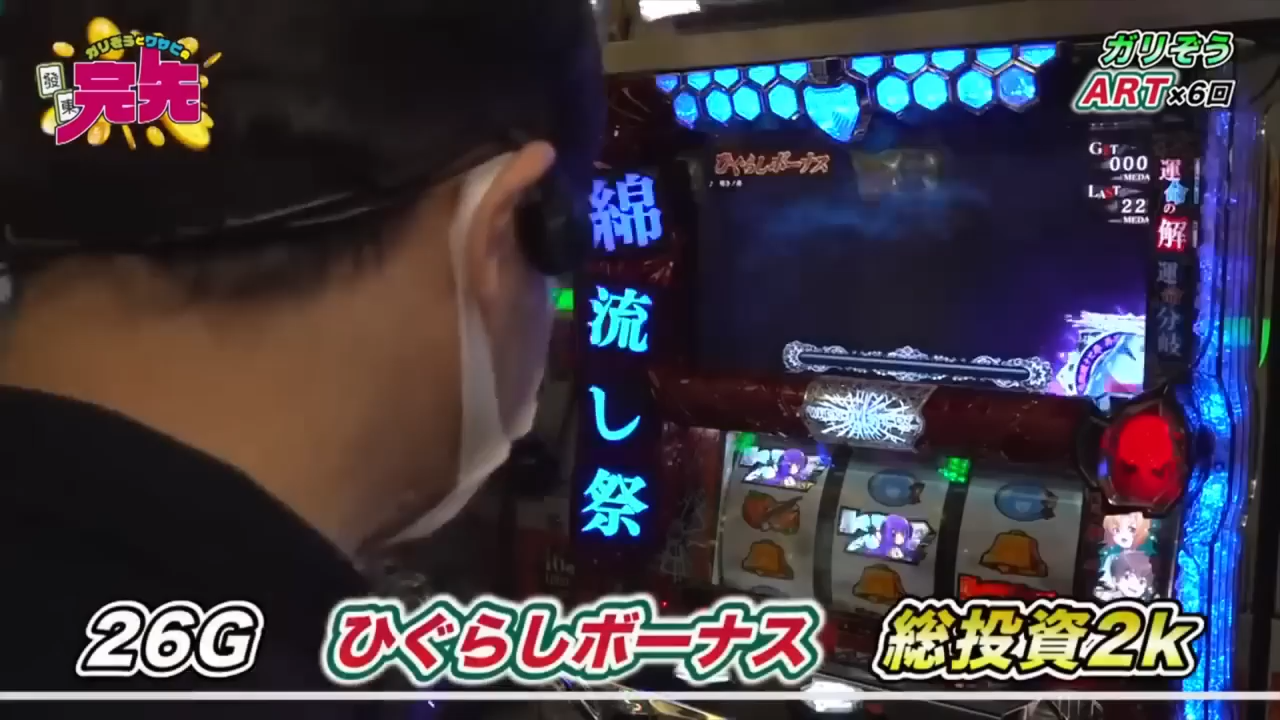 ガリぞうとワサビの
發
東
完先
ガリぞう
ART×6回
ひぐらしボーナス
GET
000
MEDAL
LAST
22
MEDAL
運命の解
運命分岐
綿流し祭
26G ひぐらしボーナス 総投資2k